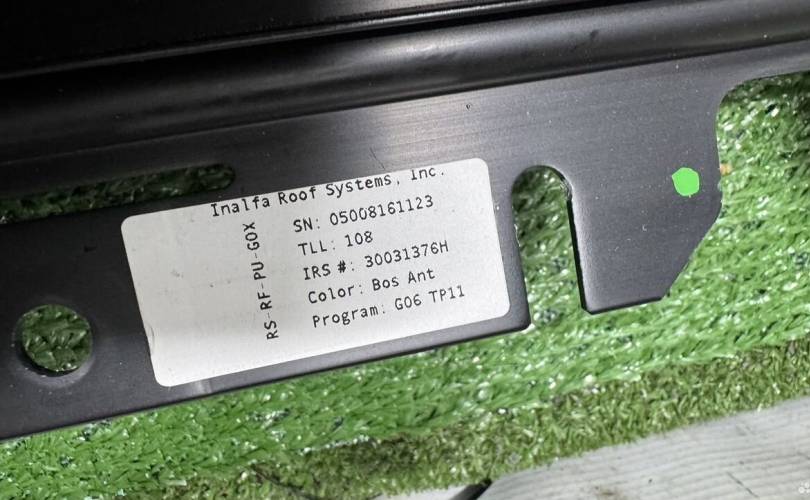 Inalfa Roof Systems, Inc.
RS-RF-PU-GOX
SN: 05008161123
TLL: 108
IRS #: 30031376H
Color: Bos Ant
Program: G06 TP11